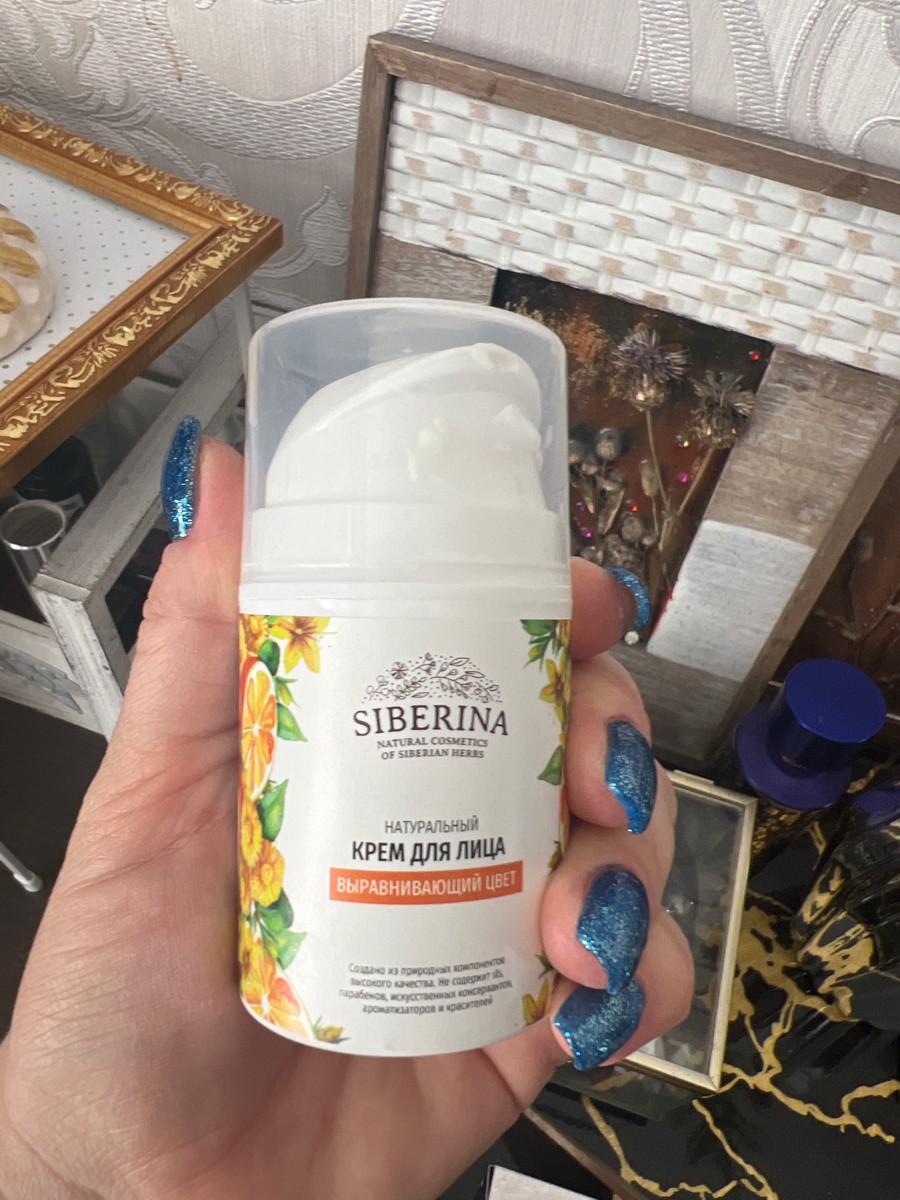 SIBERINA
NATURAL COSMETICS
OF SIBERIAN HERBS
НАТУРАЛЬНЫЙ
КРЕМ ДЛЯ ЛИЦА
ВЫРАВНИВАЮЩИЙ ЦВЕТ
Создано из природных компонентов
высокого качества. Не содержит sls,
парабенов, искусственных консервантов,
ароматизаторов и красителей